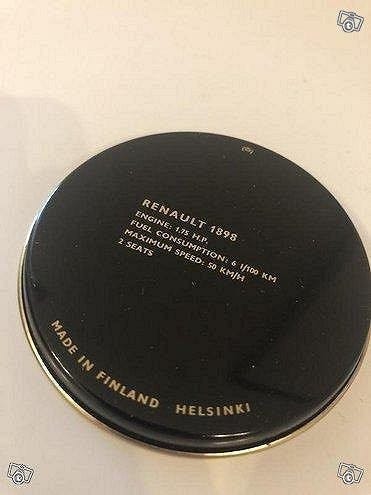 RENAULT 1898
ENGINE: 1.75 H.P.
FUEL CONSUMPTION: 6 l/100 KM
MAXIMUM SPEED: 50 KM/H
2 SEATS
MADE IN FINLAND HELSINKI